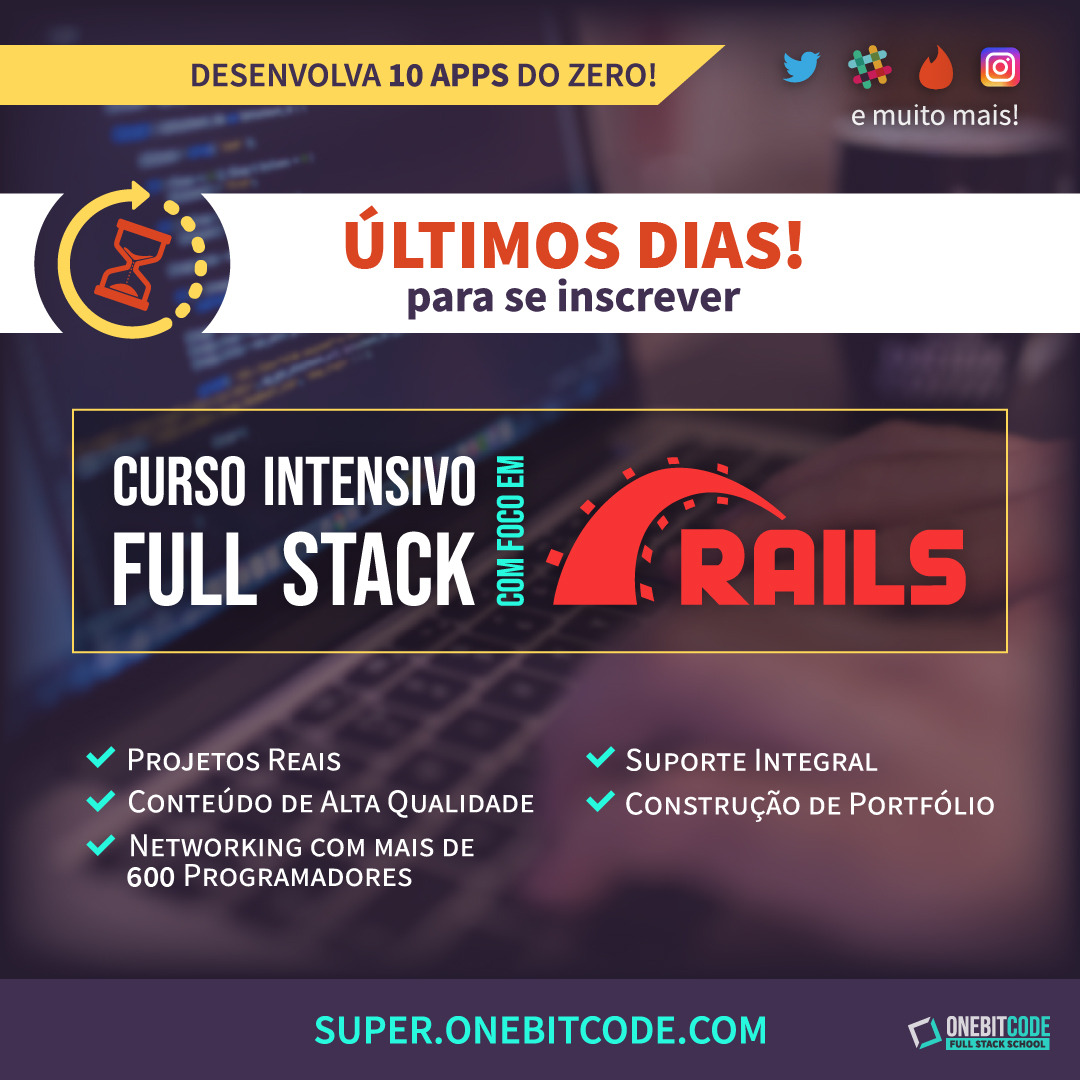 DESENVOLVA 10 APPS DO ZERO!
e muito mais!
ÚLTIMOS DIAS!
para se inscrever
CURSO INTENSIVO
FULL STACK
COM FOCO EM
RAILS
PROJETOS REAIS
CONTEÚDO DE ALTA QUALIDADE
NETWORKING COM MAIS DE
600 PROGRAMADORES
SUPORTE INTEGRAL
CONSTRUÇÃO DE PORTFÓLIO
SUPER.ONEBITCODE.COM
ONEBITCODE
FULL STACK SCHOOL